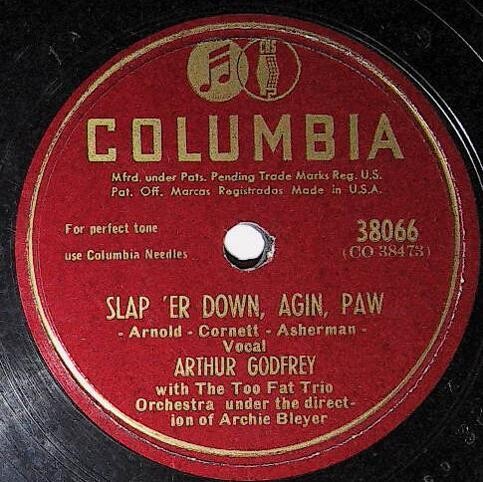 CBS
COLUMBIA
Mfrd. under Pats. Pending Trade Marks Reg. U.S.
Pat. Off. Marcas Registradas Made in U.S.A.
For perfect tone
use Columbia Needles
38066
(CO 38473)
SLAP 'ER DOWN, AGIN, PAW
- Arnold - Cornett - Asherman -
Vocal
ARTHUR GODFREY
with The Too Fat Trio
Orchestra under the direct-
ion of Archie Bleyer